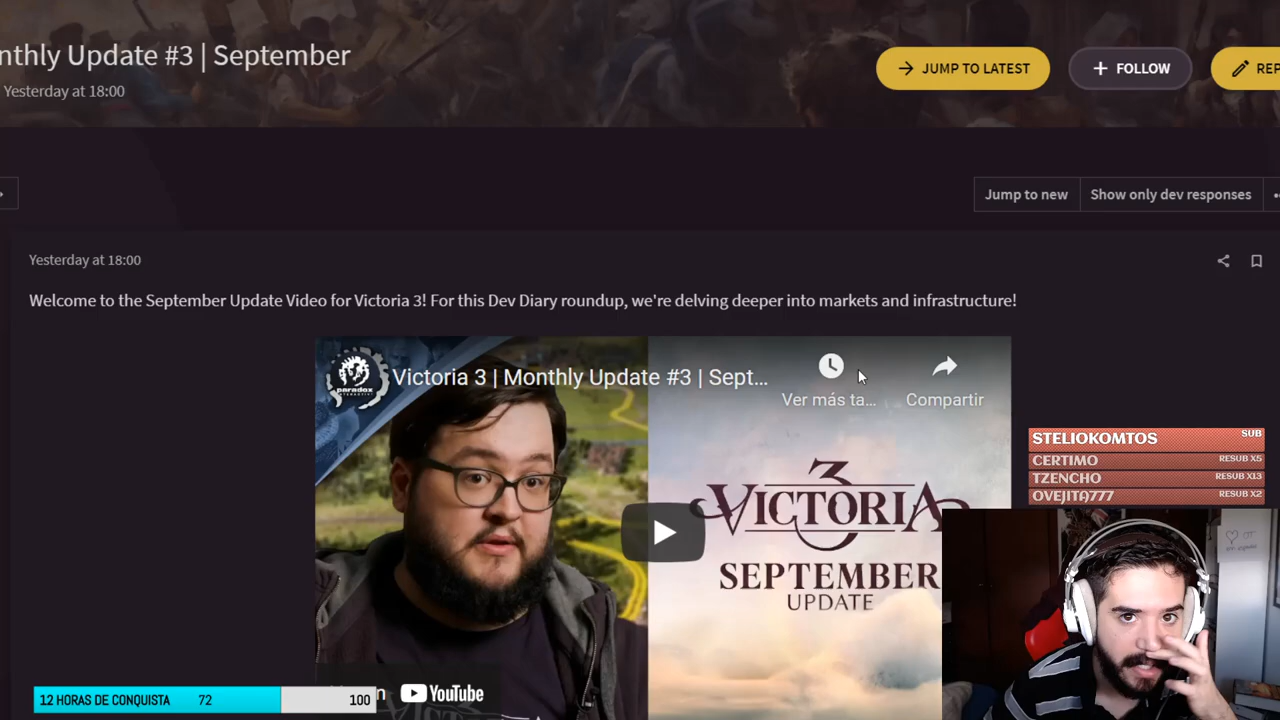 nthly Update #3 | September
Yesterday at 18:00
JUMP TO LATEST
FOLLOW
REP
Jump to new
Show only dev responses
Yesterday at 18:00
Welcome to the September Update Video for Victoria 3! For this Dev Diary roundup, we're delving deeper into markets and infrastructure!
paradox
INTERACTIVE
Victoria 3 | Monthly Update #3 | Sept...
Ver más ta...
Compartir
3
VICTORIA
SEPTEMBER
UPDATE
STELIOKOMTOS SUB
CERTIMO RESUB X5
TZENCHO RESUB X13
OVEJITA777 RESUB X2
YouTube
12 HORAS DE CONQUISTA 72 100